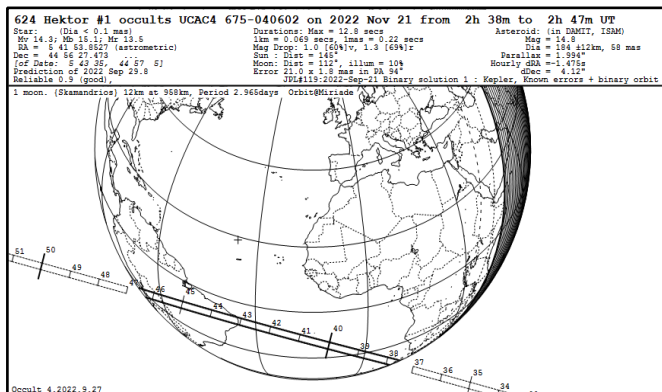 624 Hektor #1 occults UCAC4 675-040602 on 2022 Nov 21 from 2h 38m to 2h 47m UT
Star: (Dia < 0.1 mas) Durations: Max = 12.8 secs Asteroid: (in DAMIT, ISAM)
Mv 14.3; Mb 15.1; Mr 13.5 1km = 0.069 secs, 1mas = 0.22 secs Mag = 14.8
RA = 5 41 53.8527 (astrometric) Mag Drop: 1.0 [60%]v, 1.3 [69%]r Dia = 184 ±12km, 58 mas
Dec = 44 56 27.473 ... Sun : Dist = 145° Parallax = 1.994"
[of Date: 5 43 35, 44 57 5] Moon: Dist = 112°, illum = 10% Hourly dRA =-1.475s
Prediction of 2022 Sep 29.8 Error 21.0 x 1.8 mas in PA 94° dDec = 4.12"
Reliable 0.9 (good), JPL#119:2022-Sep-21 Binary solution 1 : Kepler, Known errors + binary orbit
1 moon. (Skamandrios) 12km at 958km, Period 2.965days Orbit@Miriade
51 50 49 48 47 46 45 44 43 42 41 40 39 38 37 36 35 34
Occult 4.2022.9.27